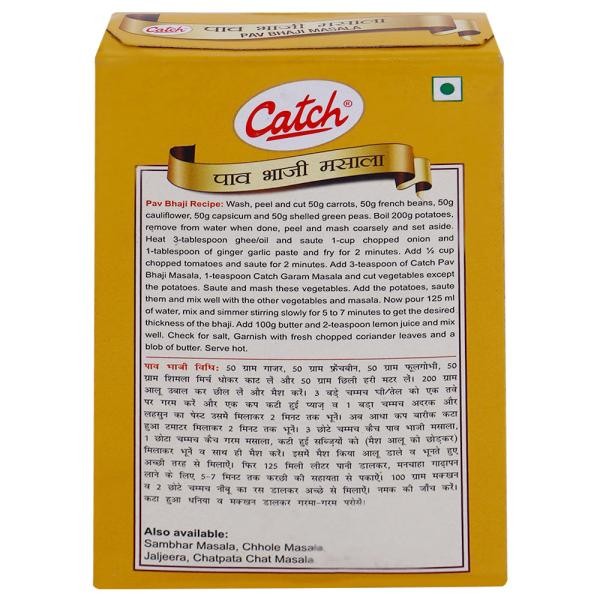 Catch पाव भाजी मसाला
PAV BHAJI MASALA
Catch®
पाव भाजी मसाला
Pav Bhaji Recipe: Wash, peel and cut 50g carrots, 50g french beans, 50g
cauliflower, 50g capsicum and 50g shelled green peas. Boil 200g potatoes,
remove from water when done, peel and mash coarsely and set aside.
Heat 3-tablespoon ghee/oil and saute 1-cup chopped onion and
1-tablespoon of ginger garlic paste and fry for 2 minutes. Add ½ cup
chopped tomatoes and saute for 2 minutes. Add 3-teaspoon of Catch Pav
Bhaji Masala, 1-teaspoon Catch Garam Masala and cut vegetables except
the potatoes. Saute and mash these vegetables. Add the potatoes, saute
them and mix well with the other vegetables and masala. Now pour 125 ml
of water, mix and simmer stirring slowly for 5 to 7 minutes to get the desired
thickness of the bhaji. Add 100g butter and 2-teaspoon lemon juice and mix
well. Check for salt, Garnish with fresh chopped coriander leaves and a
blob of butter. Serve hot.
पाव भाजी विधि: 50 ग्राम गाजर, 50 ग्राम फ्रेंचबीन, 50 ग्राम फूलगोभी, 50
ग्राम शिमला मिर्च धोकर काट लें और 50 ग्राम छिली हरी मटर लें। 200 ग्राम
आलू उबाल कर छील लें और मैश करें। 3 बड़े चम्मच घी/तेल को एक तवे
पर गरम करें और एक कप कटी हुई प्याज़ व 1 बड़ा चम्मच अदरक और
लहसुन का पेस्ट उसमें मिलाकर 2 मिनट तक भूनें। अब आधा कप बारीक कटा
हुआ टमाटर मिलाकर 2 मिनट तक भूनें। 3 छोटे चम्मच कैच पाव भाजी मसाला,
1 छोटा चम्मच कैच गरम मसाला, कटी हुई सब्ज़ियों को (मैश आलू को छोड़कर)
मिलाकर भूनें व साथ ही मैश करें। इसमें मैश किया आलू डाले व भूनते हुए
अच्छी तरह से मिलाऐं। फिर 125 मिली लीटर पानी डालकर, मनचाहा गाढ़ापन
लाने के लिए 5-7 मिनट तक करछी की सहायता से पकाऐं। 100 ग्राम मक्खन
व 2 छोटे चम्मच नींबू का रस डालकर अच्छे से मिलाऐं। नमक की जाँच करें।
कटा हुआ धनिया व मक्खन डालकर गरमा-गरम परोसें।
Also available:
Sambhar Masala, Chhole Masala,
Jaljeera, Chatpata Chat Masala